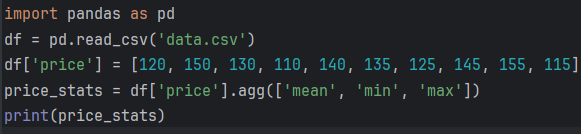 import pandas as pd
df = pd.read_csv('data.csv')
df['price'] = [120, 150, 130, 110, 140, 135, 125, 145, 155, 115]
price_stats = df['price'].agg(['mean', 'min', 'max'])
print(price_stats)